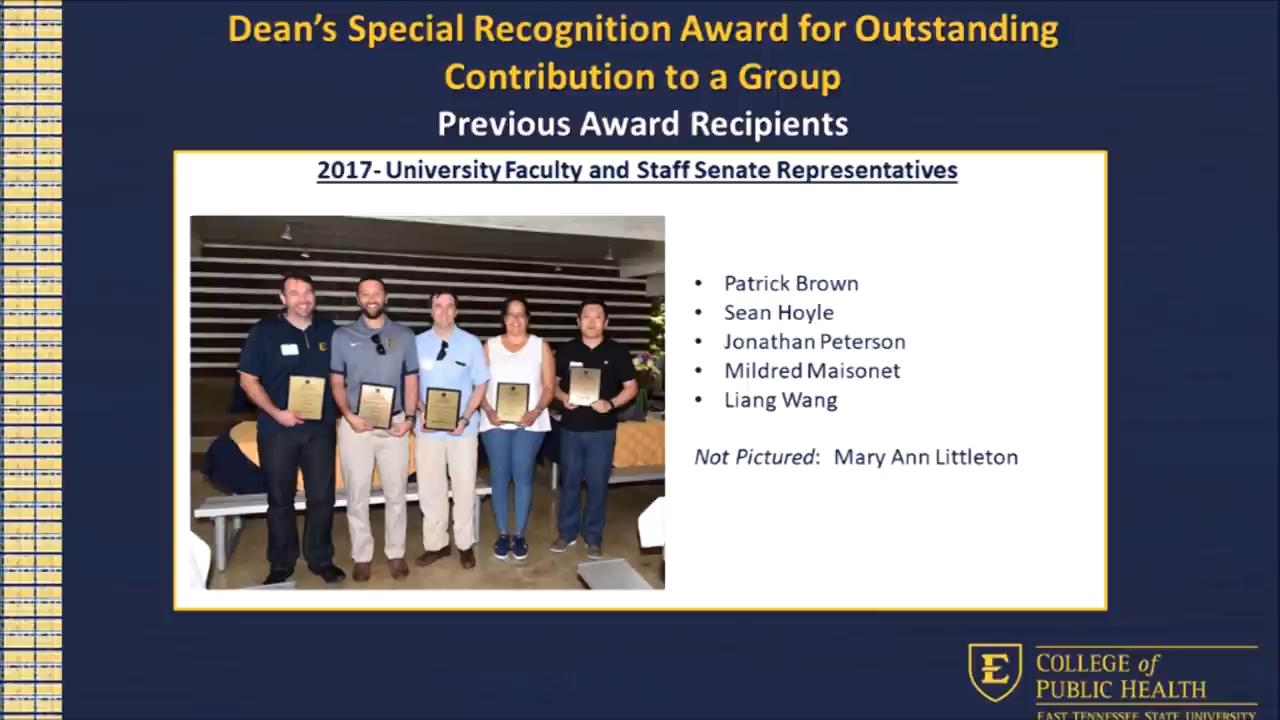 Dean's Special Recognition Award for Outstanding
Contribution to a Group
Previous Award Recipients
2017- University Faculty and Staff Senate Representatives
• Patrick Brown
• Sean Hoyle
• Jonathan Peterson
• Mildred Maisonet
• Liang Wang
Not Pictured: Mary Ann Littleton
E
COLLEGE of
PUBLIC HEALTH
EAST TENNESSEE STATE UNIVERSITY